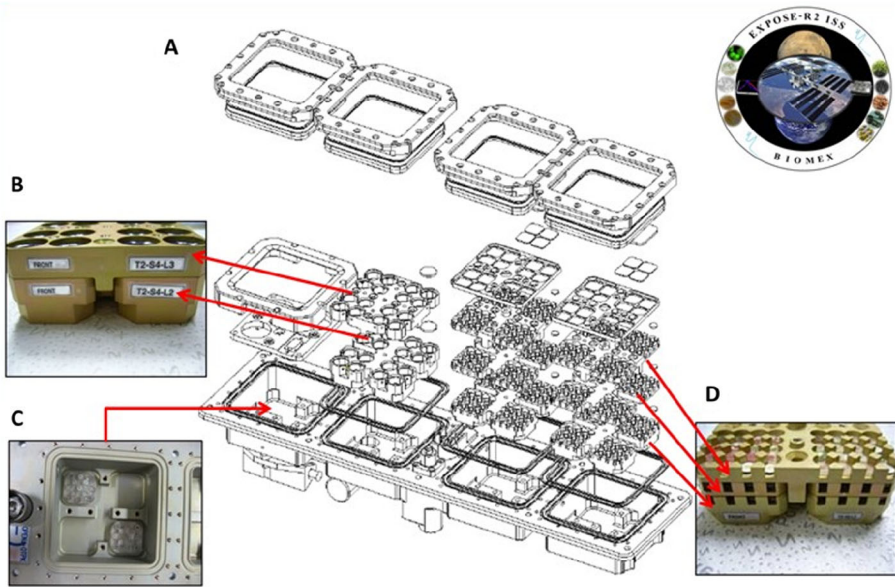 A
EXPOSE-R2 ISS
BIOMEX
B
FRONT
T2-S4-L3
FRONT
T2-S4-L2
C
D
FRONT